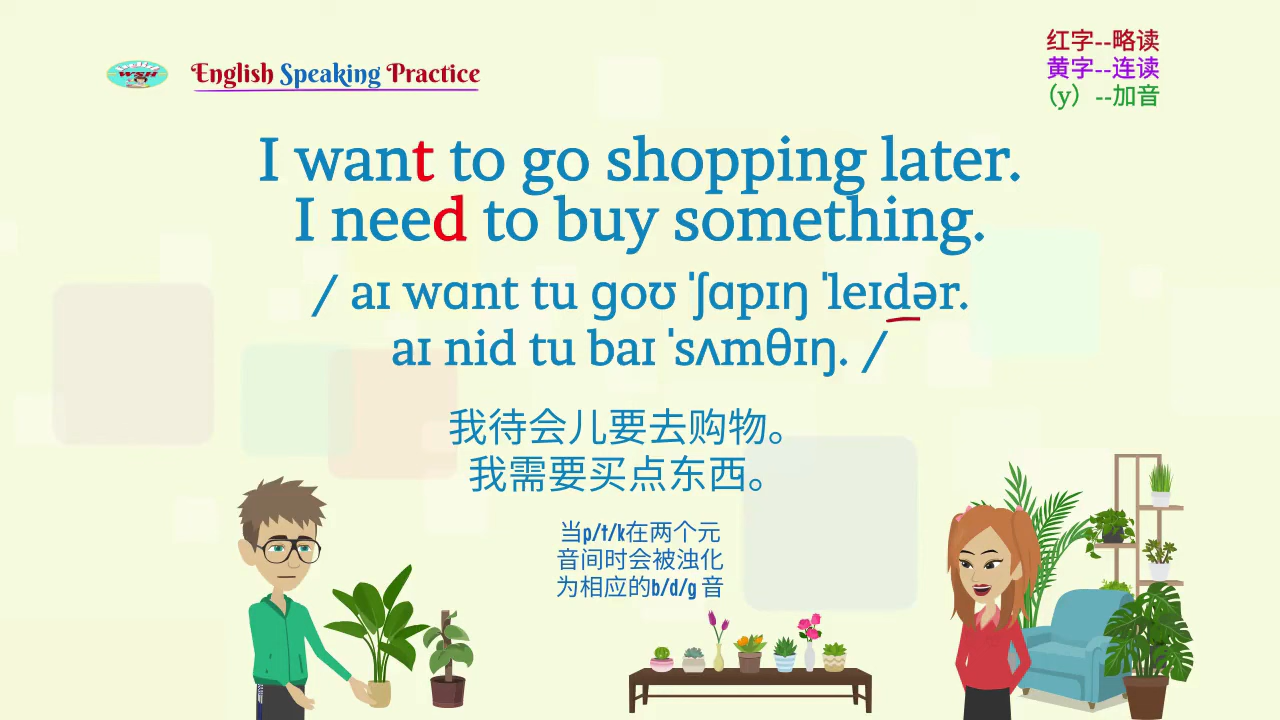 English Speaking Practice
红字--略读
黄字--连读
(y）--加音
I want to go shopping later.
I need to buy something.
/ aɪ wɑnt tu ɡoʊ ˈʃɑpɪŋ ˈleɪdər.
aɪ nid tu baɪ ˈsʌmθɪŋ. /
我待会儿要去购物。
我需要买点东西。
当p/t/k在两个元
音间时会被浊化
为相应的b/d/g 音